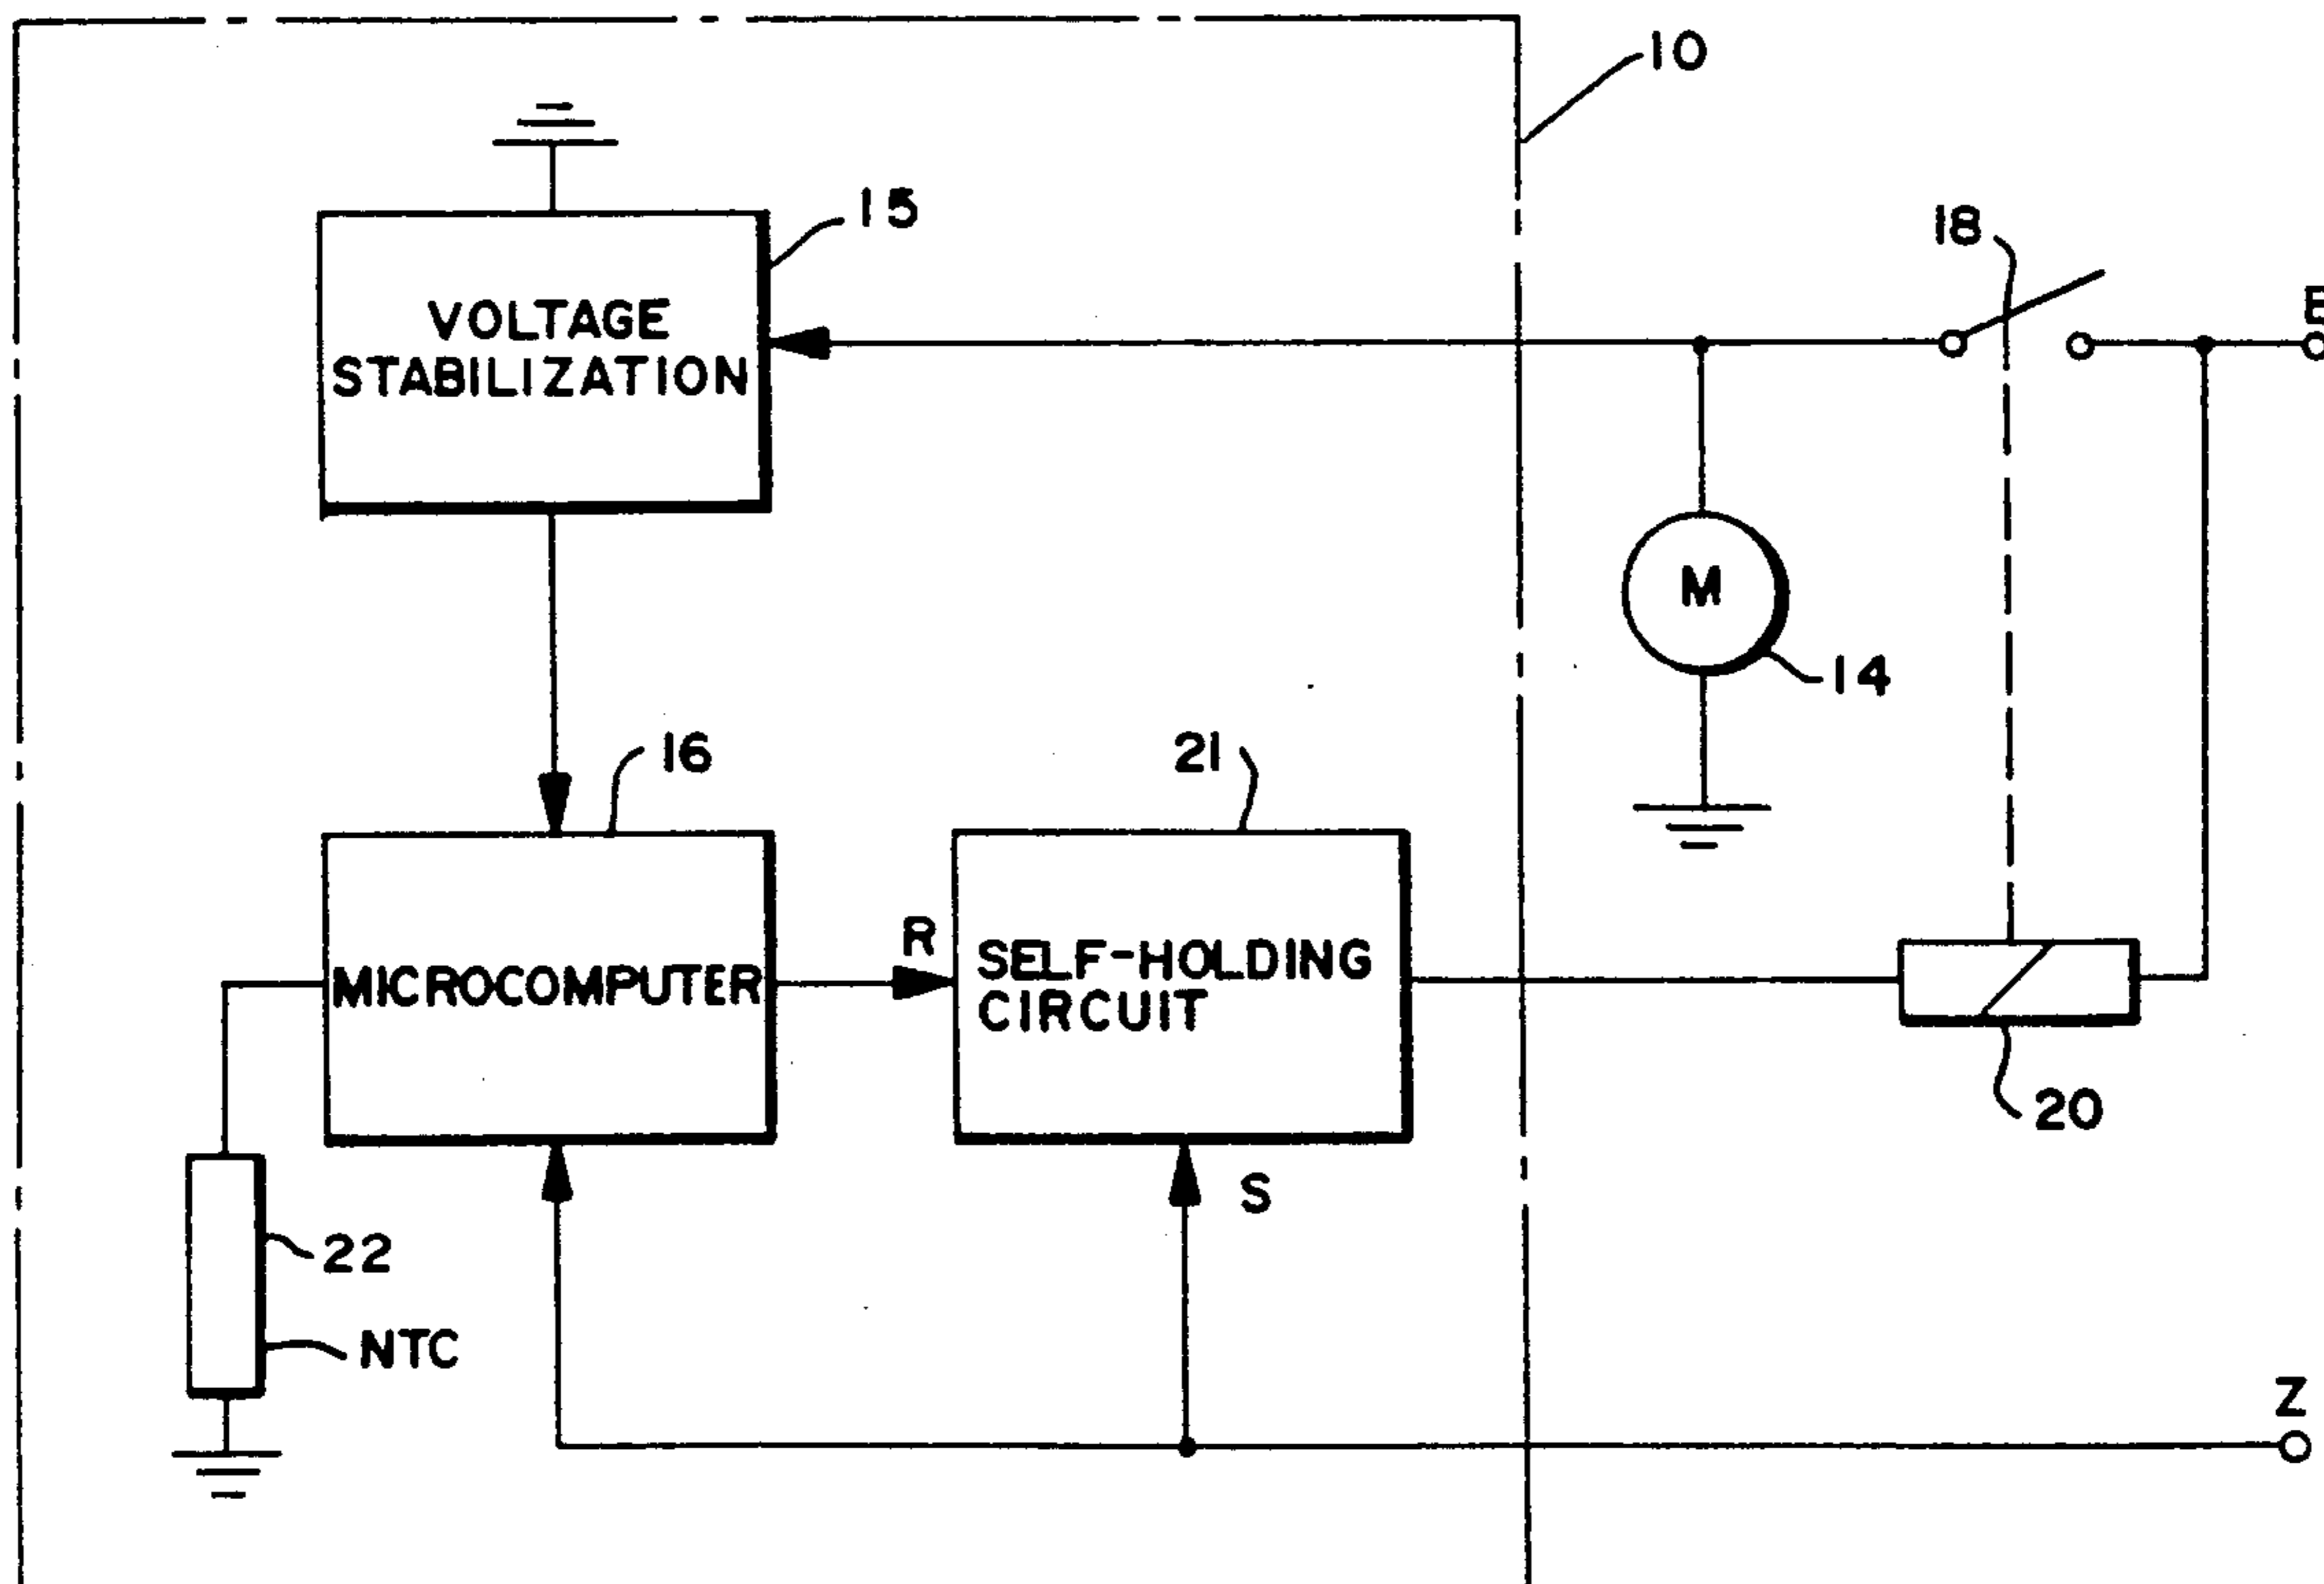 10
15
18
VOLTAGE
STABILIZATION
M
14
16
21
R
MICROCOMPUTER
SELF-HOLDING
CIRCUIT
S
20
22
NTC
Z